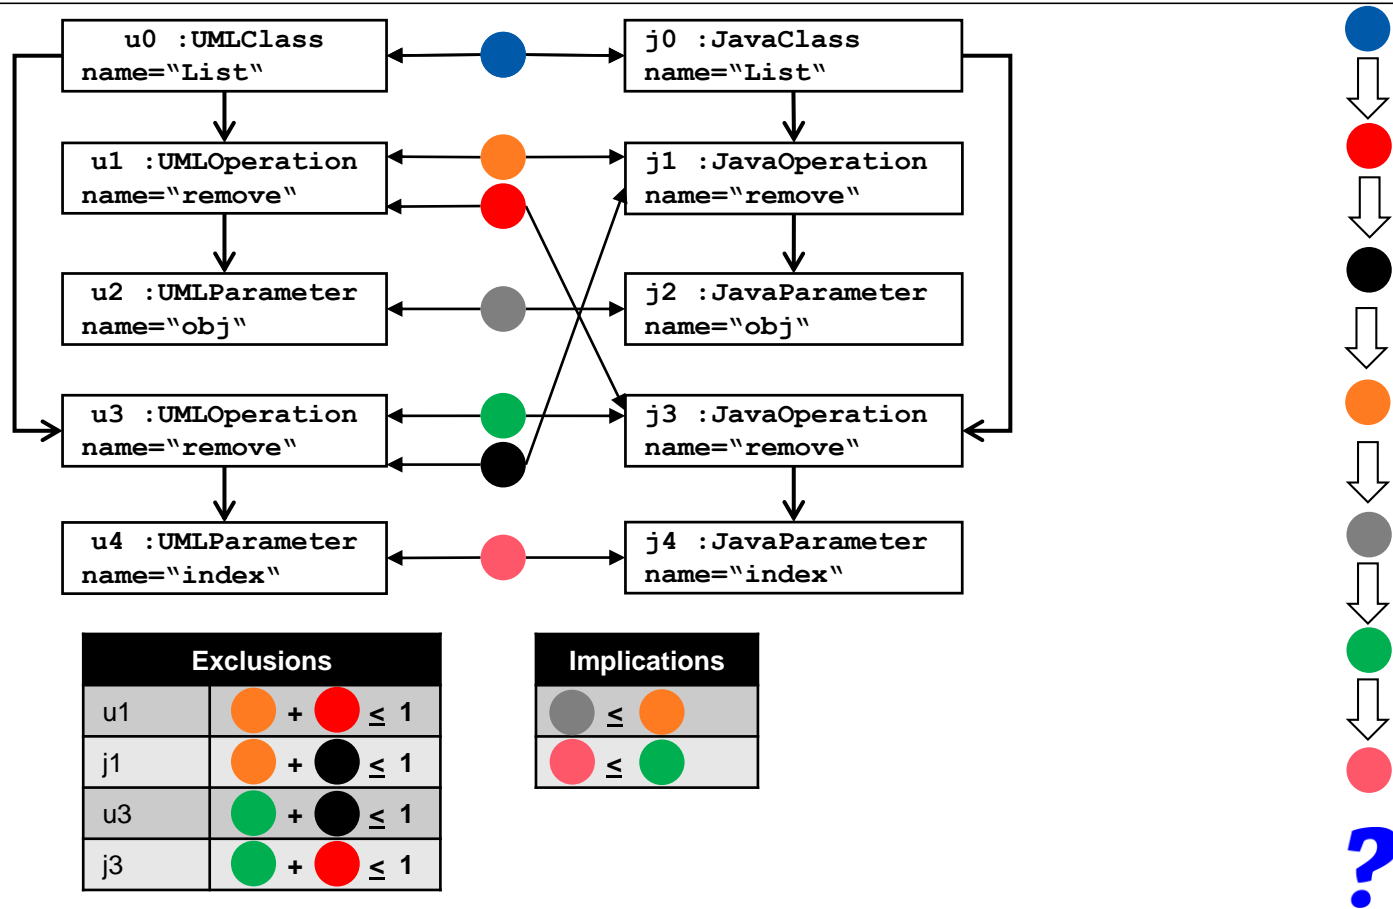 u0 :UMLClass
name=“List“
j0 :JavaClass
name=“List“
u1 :UMLOperation
name=“remove“
j1 :JavaOperation
name=“remove“
u2 :UMLParameter
name=“obj“
j2 :JavaParameter
name=“obj“
u3 :UMLOperation
name=“remove“
j3 :JavaOperation
name=“remove“
u4 :UMLParameter
name=“index“
j4 :JavaParameter
name=“index“
Exclusions
u1 + ≤ 1
j1 + ≤ 1
u3 + ≤ 1
j3 + ≤ 1
Implications
≤
≤
?